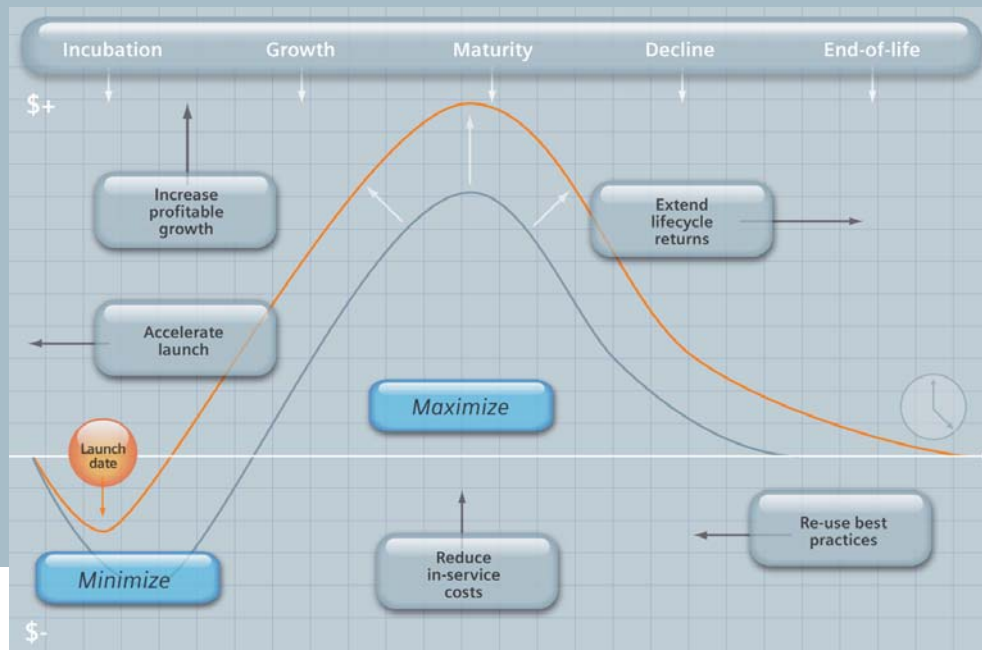 Incubation Growth Maturity Decline End-of-life
$+
Increase
profitable
growth
Extend
lifecycle
returns
Accelerate
launch
Maximize
Launch
date
Re-use best
practices
Reduce
in-service
costs
Minimize
$-